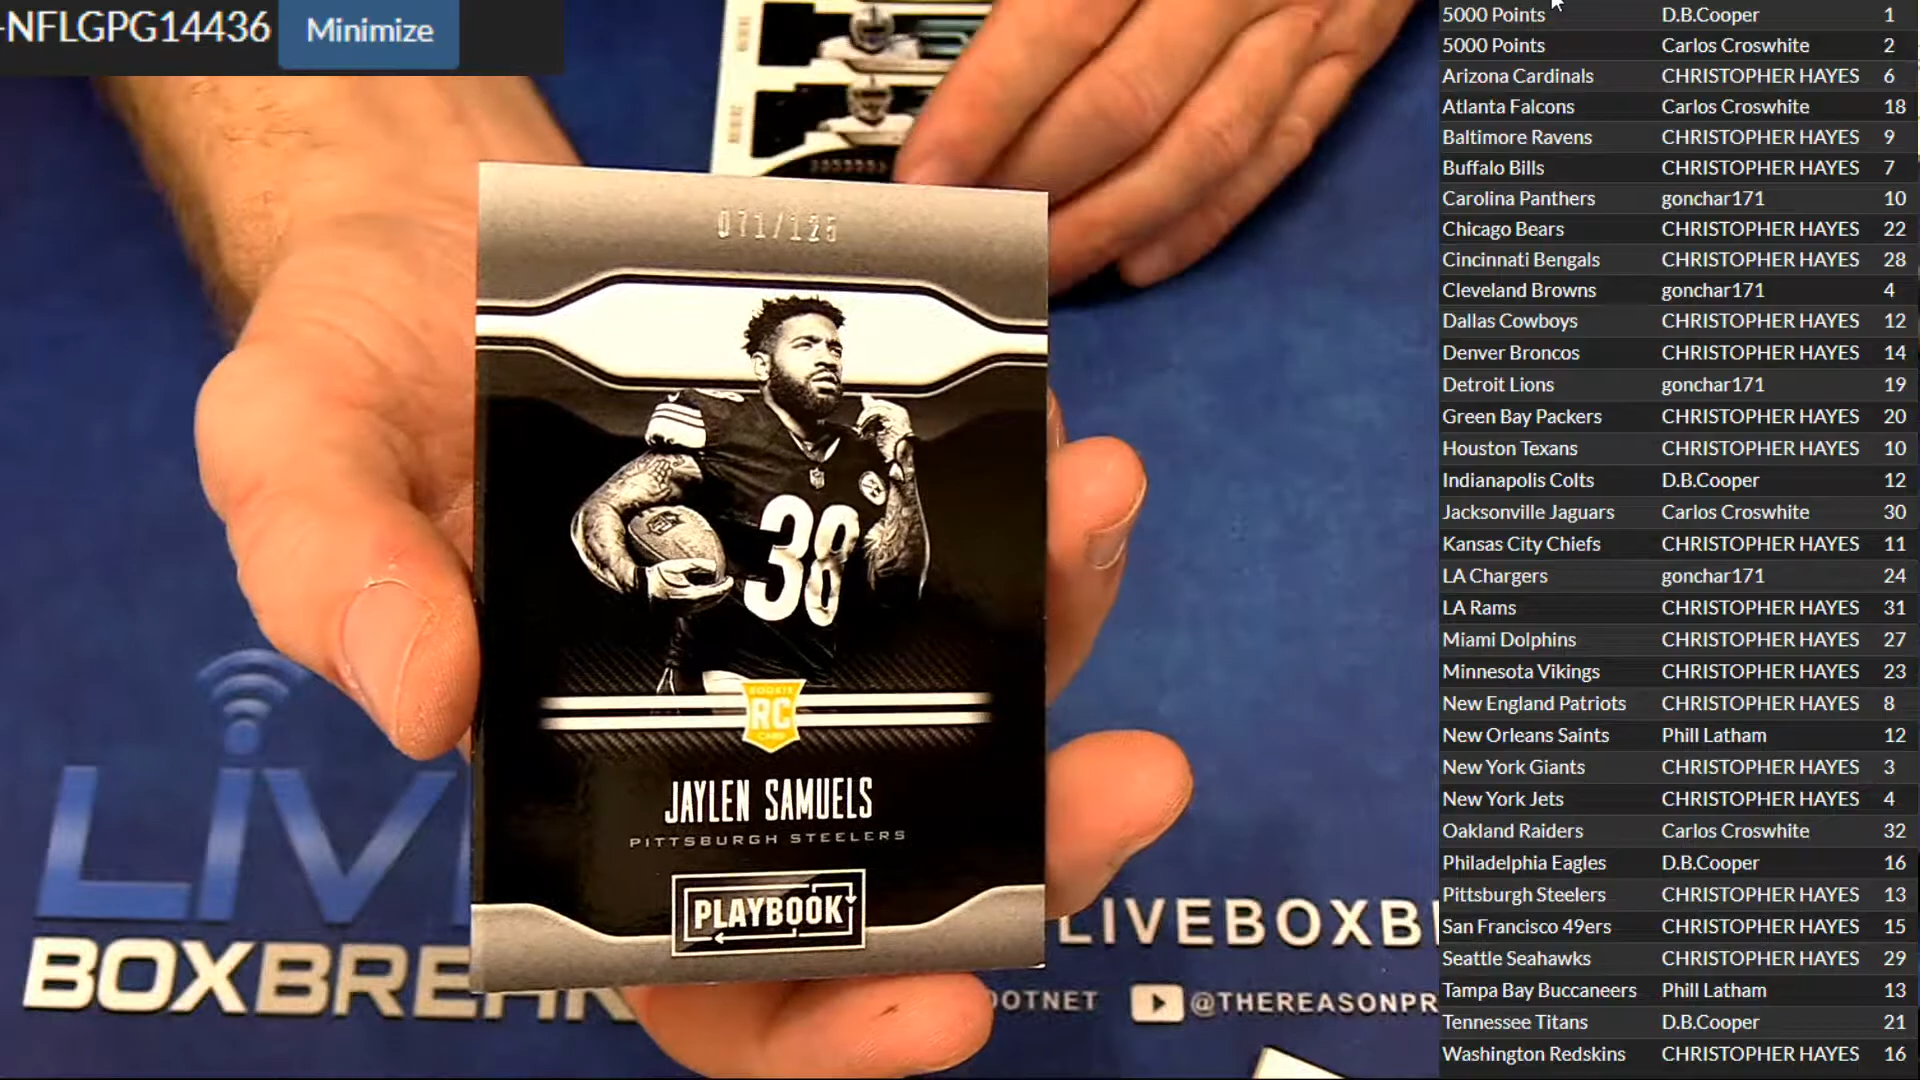 -NFLGPG14436
Minimize
071/125
38
ROOKIE
RC
CARD
JAYLEN SAMUELS
PITTSBURGH STEELERS
PLAYBOOK
LIV
BOXBREAK
LIVEBOXB
OOTNET
@THEREASONPR
5000 Points D.B.Cooper 1
5000 Points Carlos Croswhite 2
Arizona Cardinals CHRISTOPHER HAYES 6
Atlanta Falcons Carlos Croswhite 18
Baltimore Ravens CHRISTOPHER HAYES 9
Buffalo Bills CHRISTOPHER HAYES 7
Carolina Panthers gonchar171 10
Chicago Bears CHRISTOPHER HAYES 22
Cincinnati Bengals CHRISTOPHER HAYES 28
Cleveland Browns gonchar171 4
Dallas Cowboys CHRISTOPHER HAYES 12
Denver Broncos CHRISTOPHER HAYES 14
Detroit Lions gonchar171 19
Green Bay Packers CHRISTOPHER HAYES 20
Houston Texans CHRISTOPHER HAYES 10
Indianapolis Colts D.B.Cooper 12
Jacksonville Jaguars Carlos Croswhite 30
Kansas City Chiefs CHRISTOPHER HAYES 11
LA Chargers gonchar171 24
LA Rams CHRISTOPHER HAYES 31
Miami Dolphins CHRISTOPHER HAYES 27
Minnesota Vikings CHRISTOPHER HAYES 23
New England Patriots CHRISTOPHER HAYES 8
New Orleans Saints Phill Latham 12
New York Giants CHRISTOPHER HAYES 3
New York Jets CHRISTOPHER HAYES 4
Oakland Raiders Carlos Croswhite 32
Philadelphia Eagles D.B.Cooper 16
Pittsburgh Steelers CHRISTOPHER HAYES 13
San Francisco 49ers CHRISTOPHER HAYES 15
Seattle Seahawks CHRISTOPHER HAYES 29
Tampa Bay Buccaneers Phill Latham 13
Tennessee Titans D.B.Cooper 21
Washington Redskins CHRISTOPHER HAYES 16